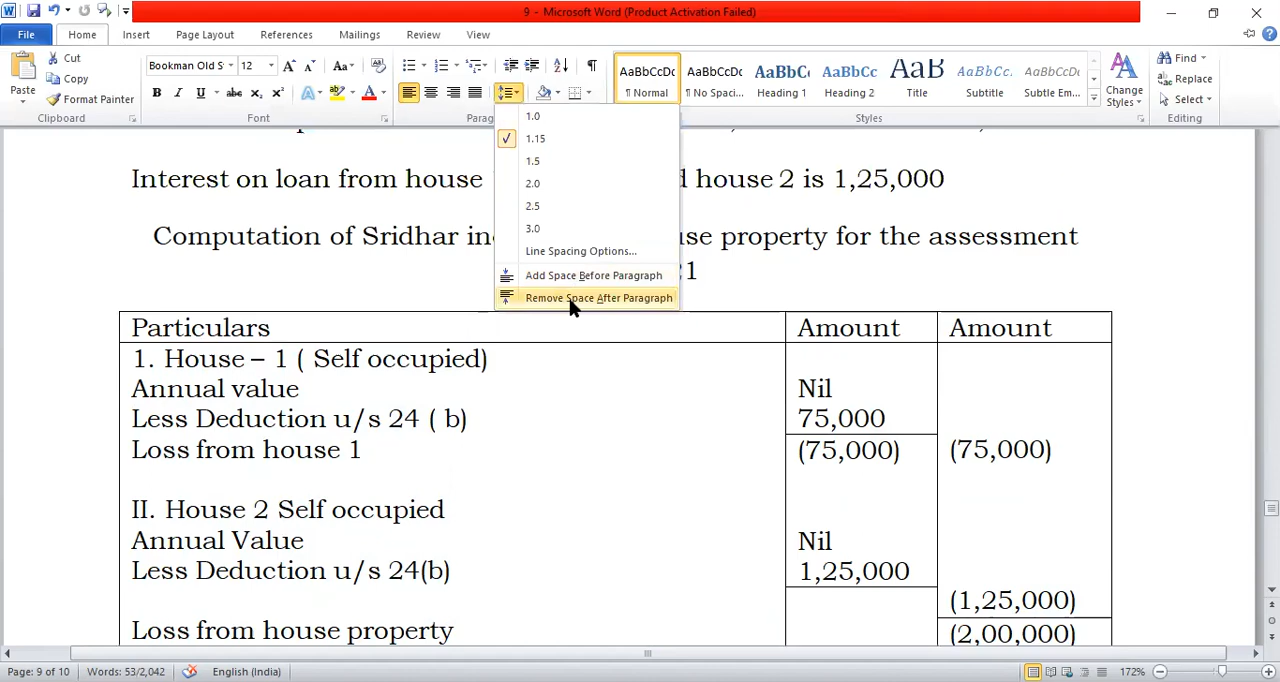 9 - Microsoft Word (Product Activation Failed)
File Home Insert Page Layout References Mailings Review View
Paste
Cut
Copy
Format Painter
Clipboard
Bookman Old S 12
Font
Parag
AaBbCcDc AaBbCcDc AaBbCc AaBbCc AaB AaBbCc. AaBbCcDc
¶ Normal ¶ No Spaci... Heading 1 Heading 2 Title Subtitle Subtle Em...
Styles
Change Styles
Find
Replace
Select
Editing
1.0
1.15
1.5
2.0
2.5
3.0
Line Spacing Options...
Add Space Before Paragraph
Remove Space After Paragraph
Interest on loan from house d house 2 is 1,25,000
Computation of Sridhar in use property for the assessment
21
Particulars Amount Amount
1. House – 1 ( Self occupied)
Annual value Nil
Less Deduction u/s 24 ( b) 75,000
Loss from house 1 (75,000) (75,000)
II. House 2 Self occupied
Annual Value Nil
Less Deduction u/s 24(b) 1,25,000
(1,25,000)
Loss from house property (2,00,000)
Page: 9 of 10 Words: 53/2,042 English (India) 172%